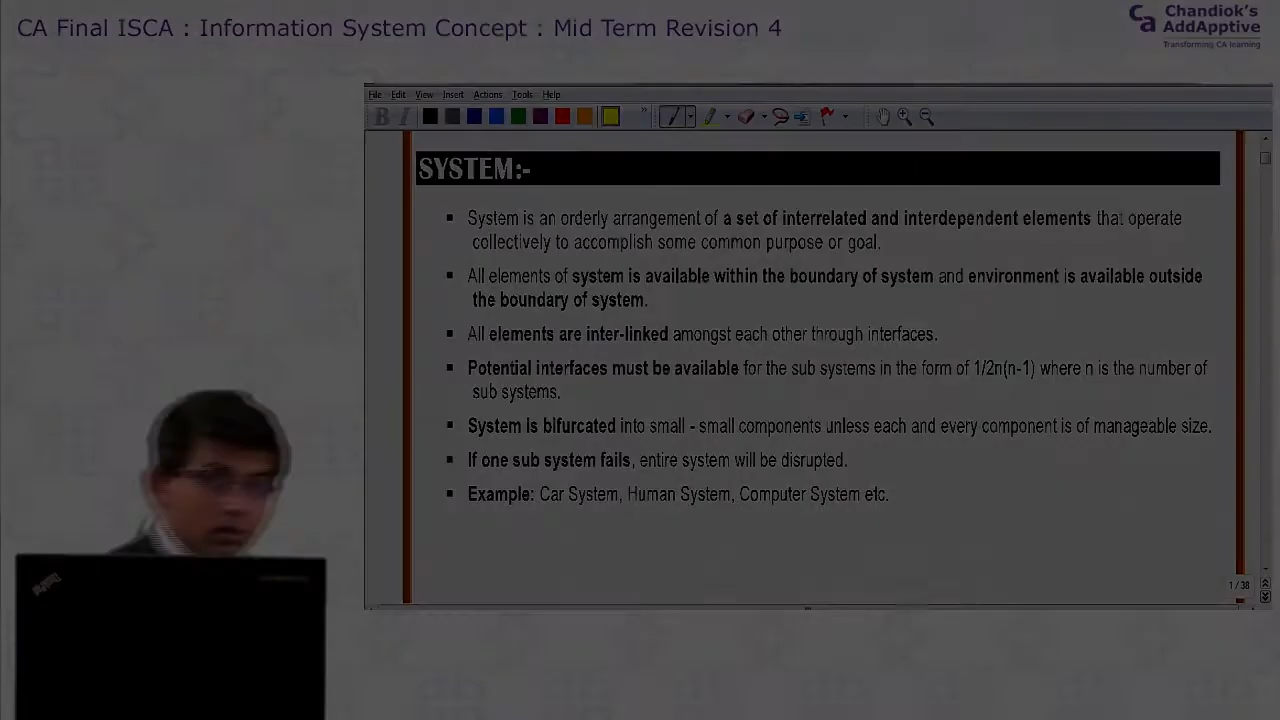 CA Final ISCA : Information System Concept : Mid Term Revision 4
Chandiok's
AddApptive
Transforming CA learning
File Edit View Insert Actions Tools Help
B I
SYSTEM:-
▪ System is an orderly arrangement of a set of interrelated and interdependent elements that operate
collectively to accomplish some common purpose or goal.
▪ All elements of system is available within the boundary of system and environment is available outside
the boundary of system.
▪ All elements are inter-linked amongst each other through interfaces.
▪ Potential interfaces must be available for the sub systems in the form of 1/2n(n-1) where n is the number of
sub systems.
▪ System is bifurcated into small - small components unless each and every component is of manageable size.
▪ If one sub system fails, entire system will be disrupted.
▪ Example: Car System, Human System, Computer System etc.
1 / 38